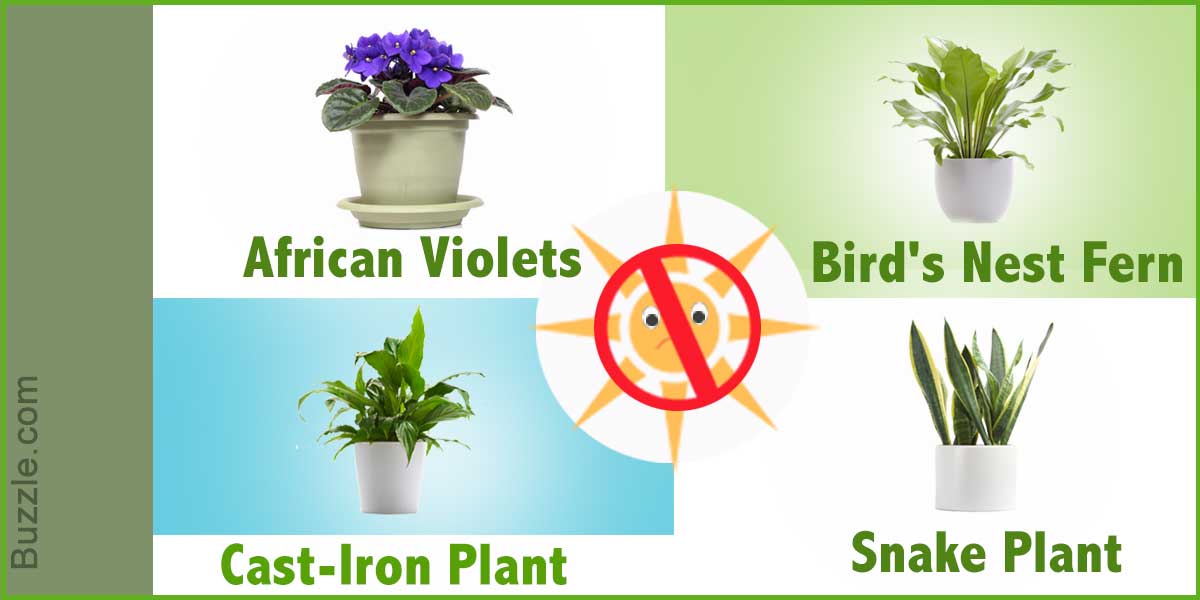 African Violets
Bird's Nest Fern
Cast-Iron Plant
Snake Plant
Buzzle.com